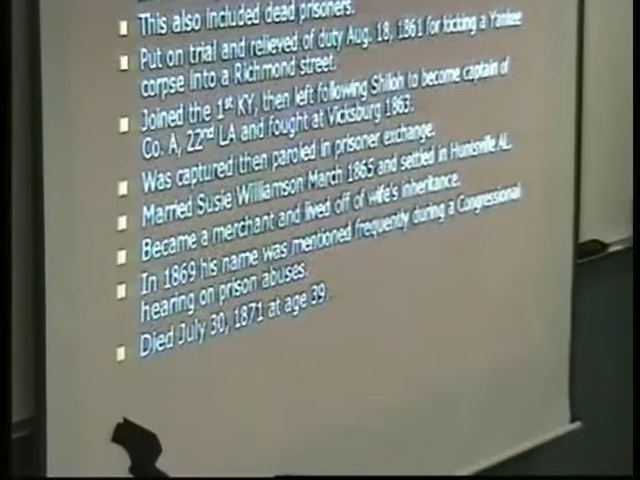 This also included dead prisoners.
Put on trial and relieved of duty Aug. 18, 1861 for kicking a Yankee
corpse into a Richmond street.
Joined the 1st KY, then left following Shiloh to become captain of
Co. A, 22nd LA and fought at Vicksburg 1863.
Was captured then paroled in prisoner exchange.
Married Susie Williamson March 1865 and settled in Huntsville AL.
Became a merchant and lived off of wife's inheritance.
In 1869 his name was mentioned frequently during a Congressional
hearing on prison abuses.
Died July 30, 1871 at age 39.